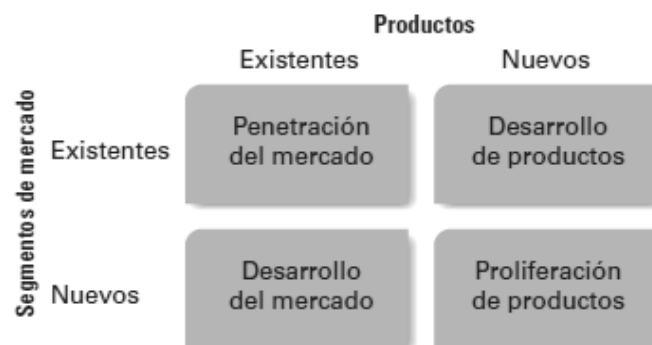 Productos
Existentes Nuevos
Segmentos de mercado
Existentes
Penetración
del mercado
Desarrollo
de productos
Nuevos
Desarrollo
del mercado
Proliferación
de productos